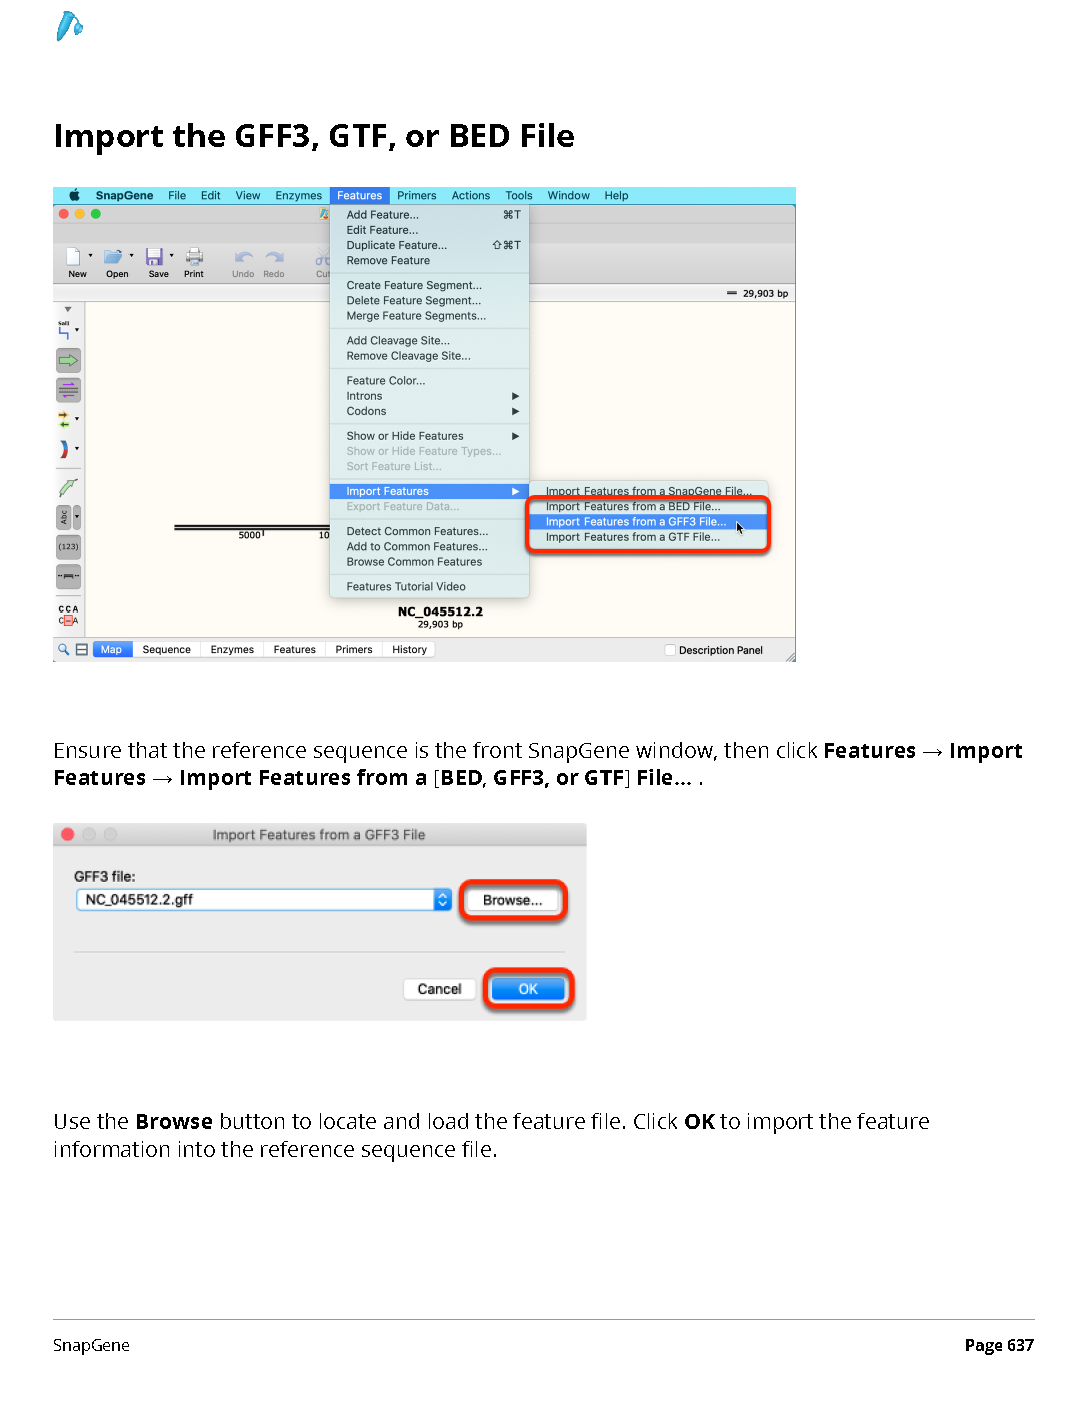 Import the GFF3, GTF, or BED File
SnapGene File Edit View Enzymes Features Primers Actions Tools Window Help
Add Feature... ⌘T
Edit Feature...
Duplicate Feature... ⇧⌘T
Remove Feature
New Open Save Print Undo Redo Cut
Create Feature Segment...
Delete Feature Segment...
Merge Feature Segments...
29,903 bp
Add Cleavage Site...
Remove Cleavage Site...
Feature Color...
Introns
Codons
Show or Hide Features
Show or Hide Feature Types...
Sort Feature List...
Import Features
Export Feature Data...
Import Features from a SnapGene File...
Import Features from a BED File...
Import Features from a GFF3 File...
Import Features from a GTF File...
Detect Common Features...
Add to Common Features...
Browse Common Features
Features Tutorial Video
SalI
Abc
(123)
CCA
C–A
5000 10
NC_045512.2
29,903 bp
Map Sequence Enzymes Features Primers History Description Panel
Ensure that the reference sequence is the front SnapGene window, then click Features → Import
Features → Import Features from a [BED, GFF3, or GTF] File... .
Import Features from a GFF3 File
GFF3 file:
NC_045512.2.gff Browse...
Cancel OK
Use the Browse button to locate and load the feature file. Click OK to import the feature
information into the reference sequence file.
SnapGene Page 637